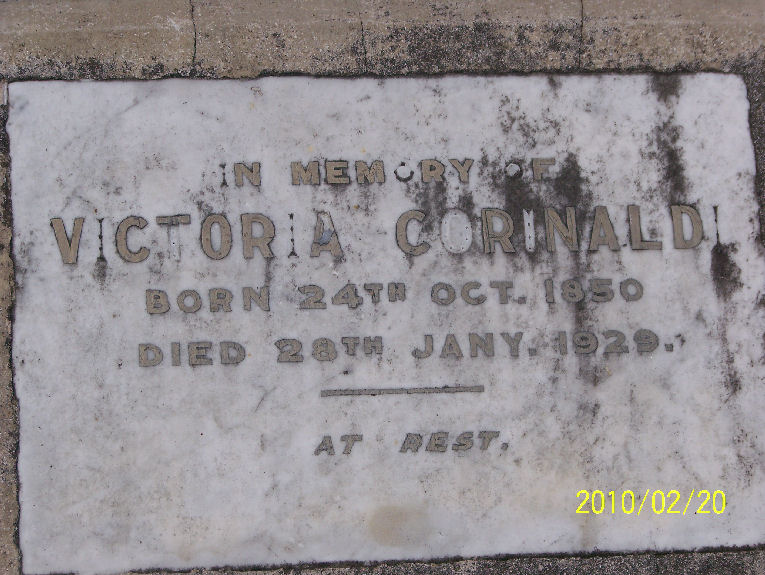 IN MEMORY OF
VICTORIA CORINALDI
BORN 24TH OCT. 1850
DIED 28TH JANY. 1929.
AT REST.
2010/02/20